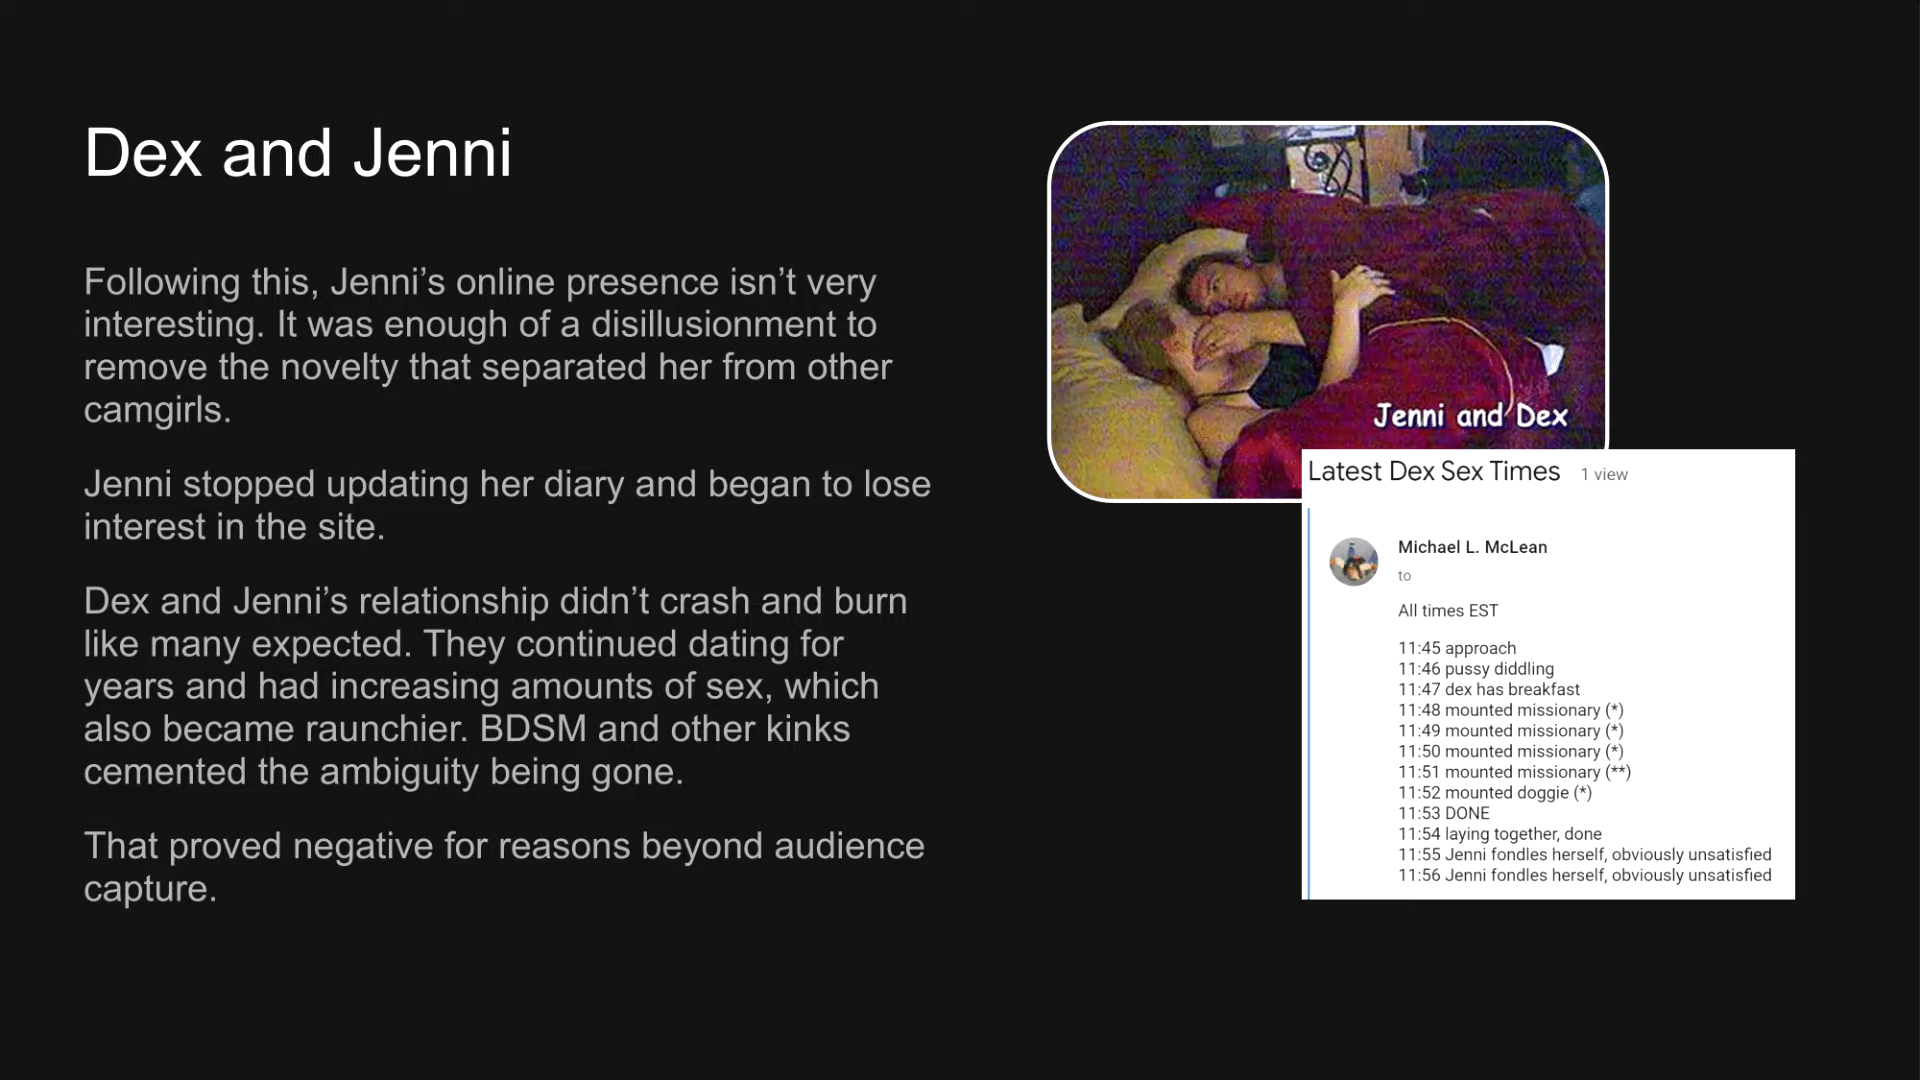 Dex and Jenni
Following this, Jenni’s online presence isn’t very
interesting. It was enough of a disillusionment to
remove the novelty that separated her from other
camgirls.
Jenni stopped updating her diary and began to lose
interest in the site.
Dex and Jenni’s relationship didn’t crash and burn
like many expected. They continued dating for
years and had increasing amounts of sex, which
also became raunchier. BDSM and other kinks
cemented the ambiguity being gone.
That proved negative for reasons beyond audience
capture.
Jenni and Dex
Latest Dex Sex Times 1 view
Michael L. McLean
to
All times EST
11:45 approach
11:46 pussy diddling
11:47 dex has breakfast
11:48 mounted missionary (*)
11:49 mounted missionary (*)
11:50 mounted missionary (*)
11:51 mounted missionary (**)
11:52 mounted doggie (*)
11:53 DONE
11:54 laying together, done
11:55 Jenni fondles herself, obviously unsatisfied
11:56 Jenni fondles herself, obviously unsatisfied